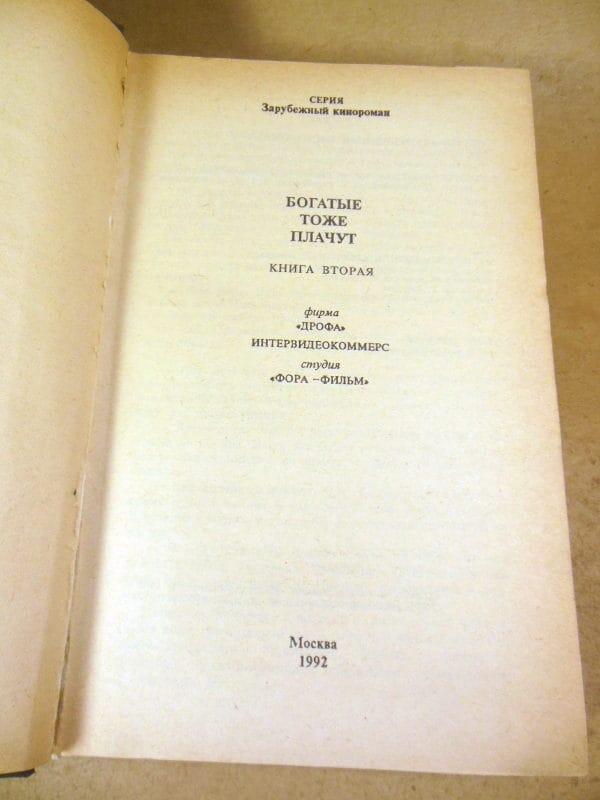 СЕРИЯ
Зарубежный кинороман
БОГАТЫЕ
ТОЖЕ
ПЛАЧУТ
КНИГА ВТОРАЯ
фирма
«ДРОФА»
ИНТЕРВИДЕОКОММЕРС
студия
«ФОРА –ФИЛЬМ»
Москва
1992